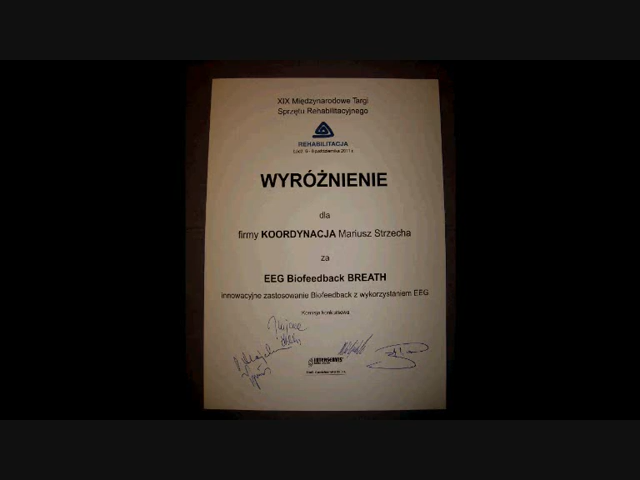 XIX Międzynarodowe Targi
Sprzętu Rehabilitacyjnego
REHABILITACJA
WYRÓŻNIENIE
dla
firmy KOORDYNACJA Mariusz Strzecha
za
EEG Biofeedback BREATH
innowacyjne zastosowanie Biofeedback z wykorzystaniem EEG
Komisja konkursowa